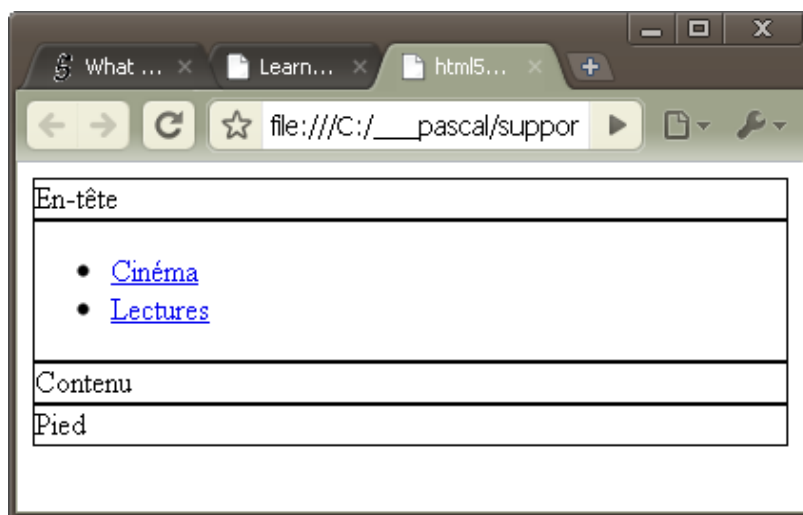 What ...
Learn...
html5...
file:///C:/___pascal/suppor
En-tête
Cinéma
Lectures
Contenu
Pied